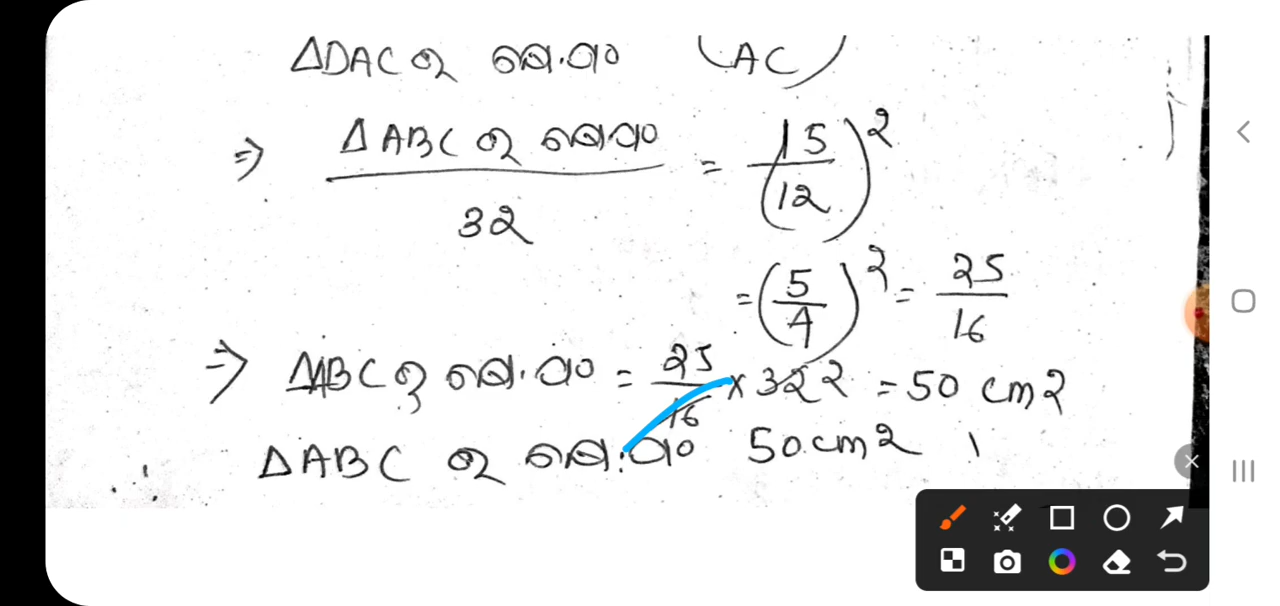 ΔDAC ର କ୍ଷେ.ଫ (AC)
⇒ ΔABC ର କ୍ଷେ.ଫ / 32 = (15/12)²
= (5/4)² = 25/16
⇒ ΔABC ର କ୍ଷେ.ଫ = 25/16 × 32 2 = 50 cm2
∴ ΔABC ର କ୍ଷେ.ଫ 50 cm2 ।